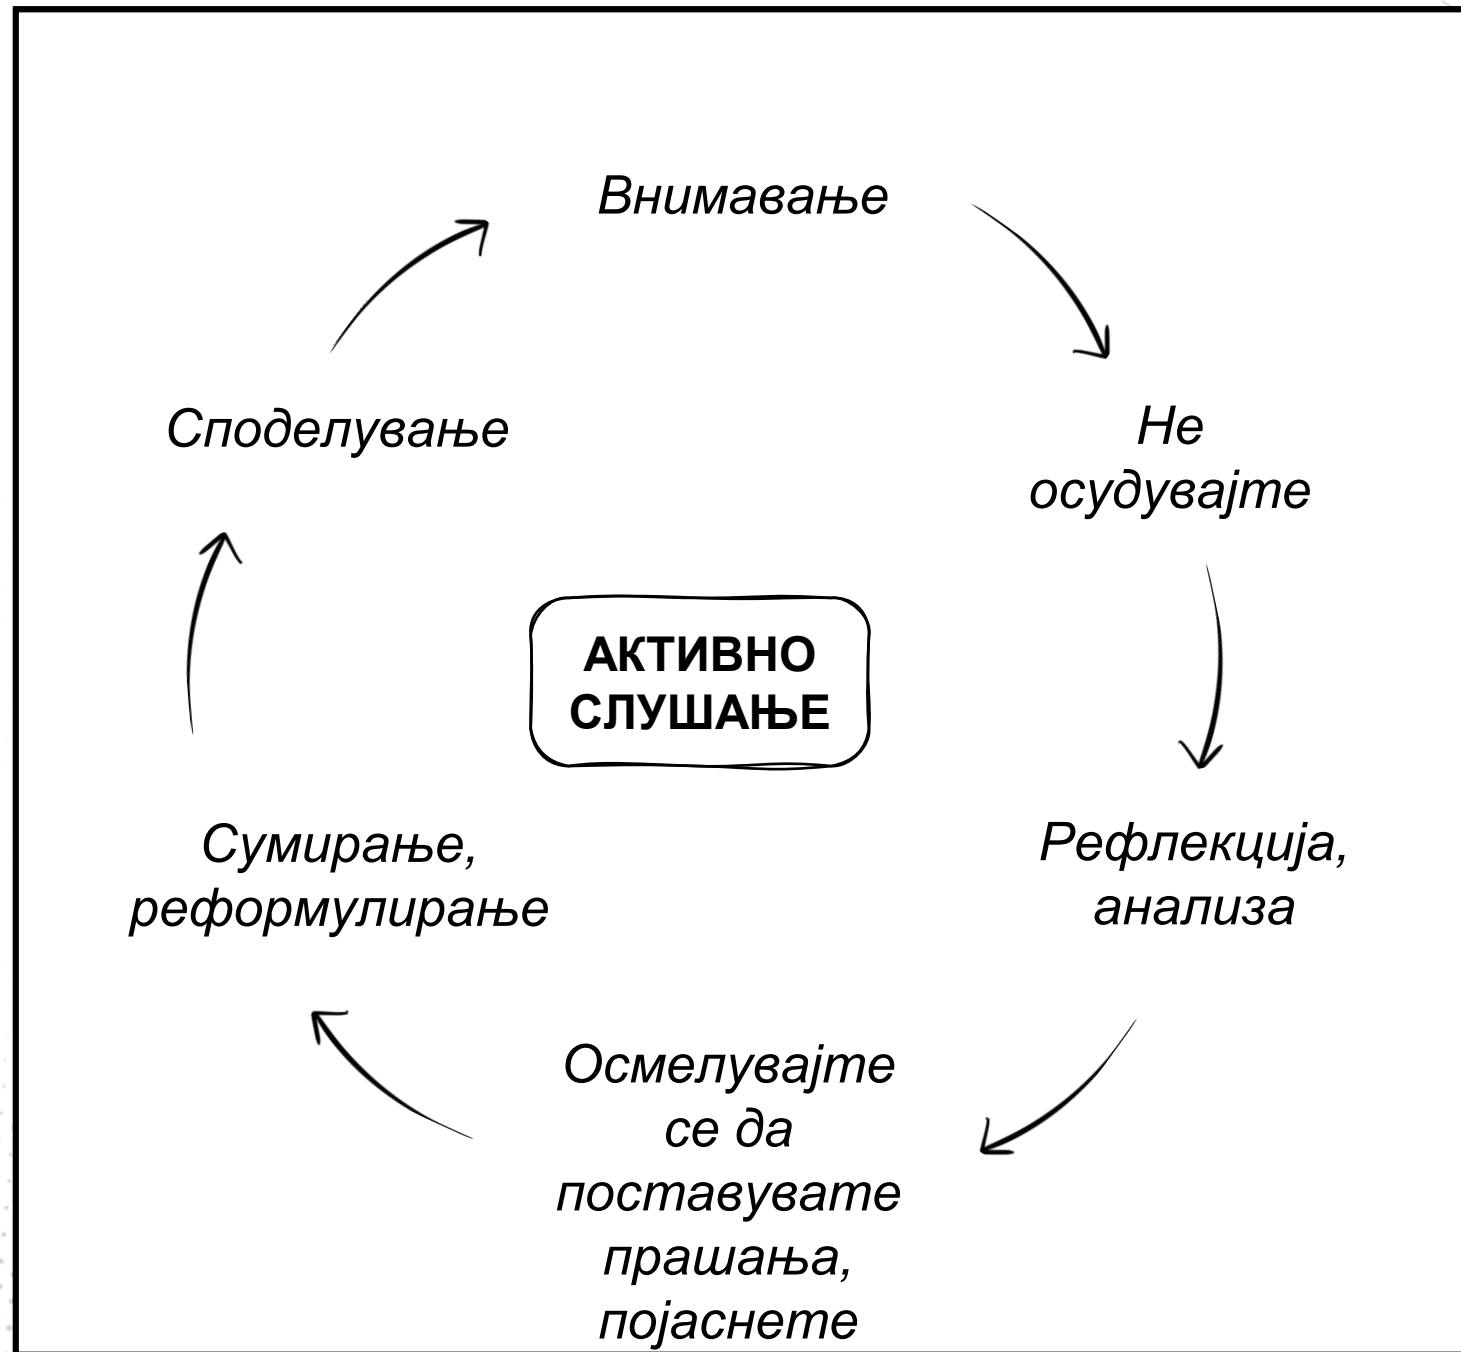 Внимавање
Не
осудувајте
Рефлекција,
анализа
Осмелувајте
се да
поставувате
прашања,
појаснете
Сумирање,
реформулирање
Споделување
АКТИВНО
СЛУШАЊЕ